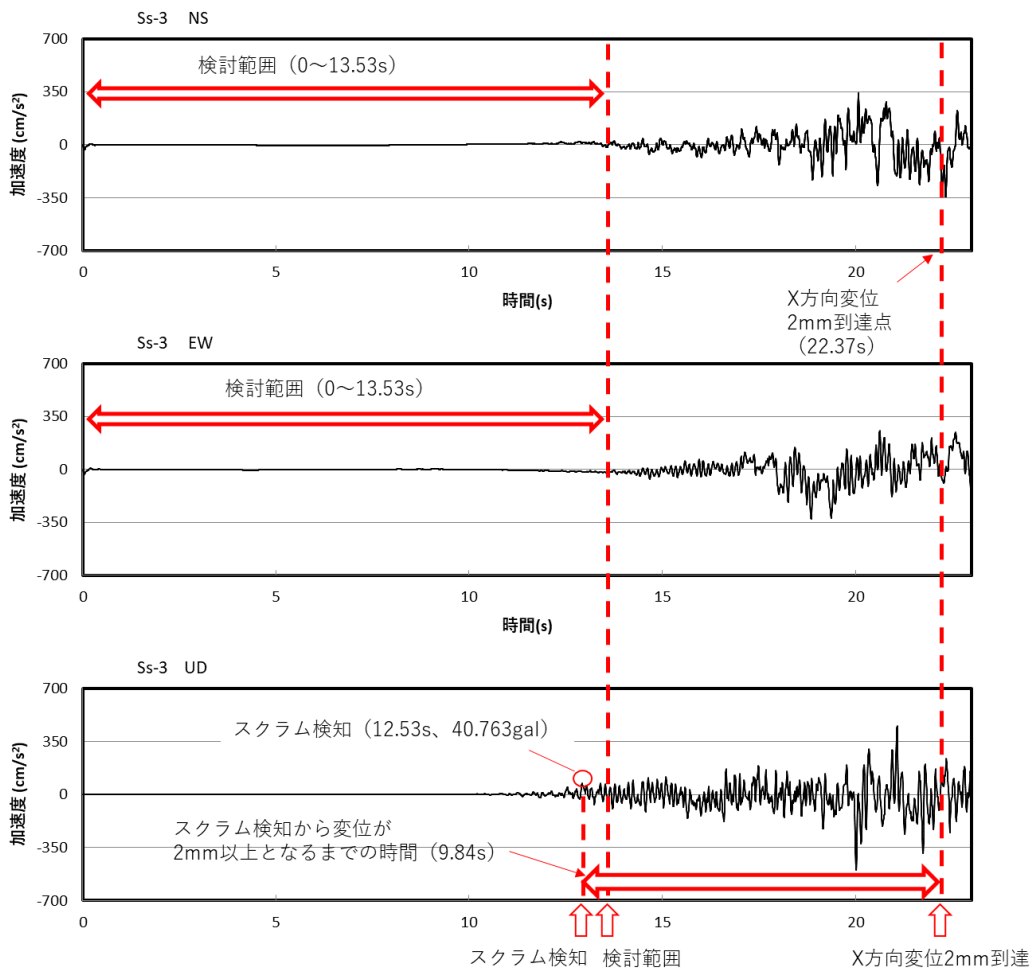 Ss-3 NS
700
350
0
-350
-700
加速度 (cm/s²)
検討範囲（0～13.53s）
0 5 10 15 20
時間(s)
X方向変位
2mm到達点
（22.37s）
Ss-3 EW
700
350
0
-350
-700
加速度 (cm/s²)
検討範囲（0～13.53s）
0 5 10 15 20
時間(s)
Ss-3 UD
700
350
0
-350
-700
加速度 (cm/s²)
スクラム検知（12.53s、40.763gal）
スクラム検知から変位が
2mm以上となるまでの時間（9.84s）
0 5 10 15 20
スクラム検知 検討範囲 X方向変位2mm到達